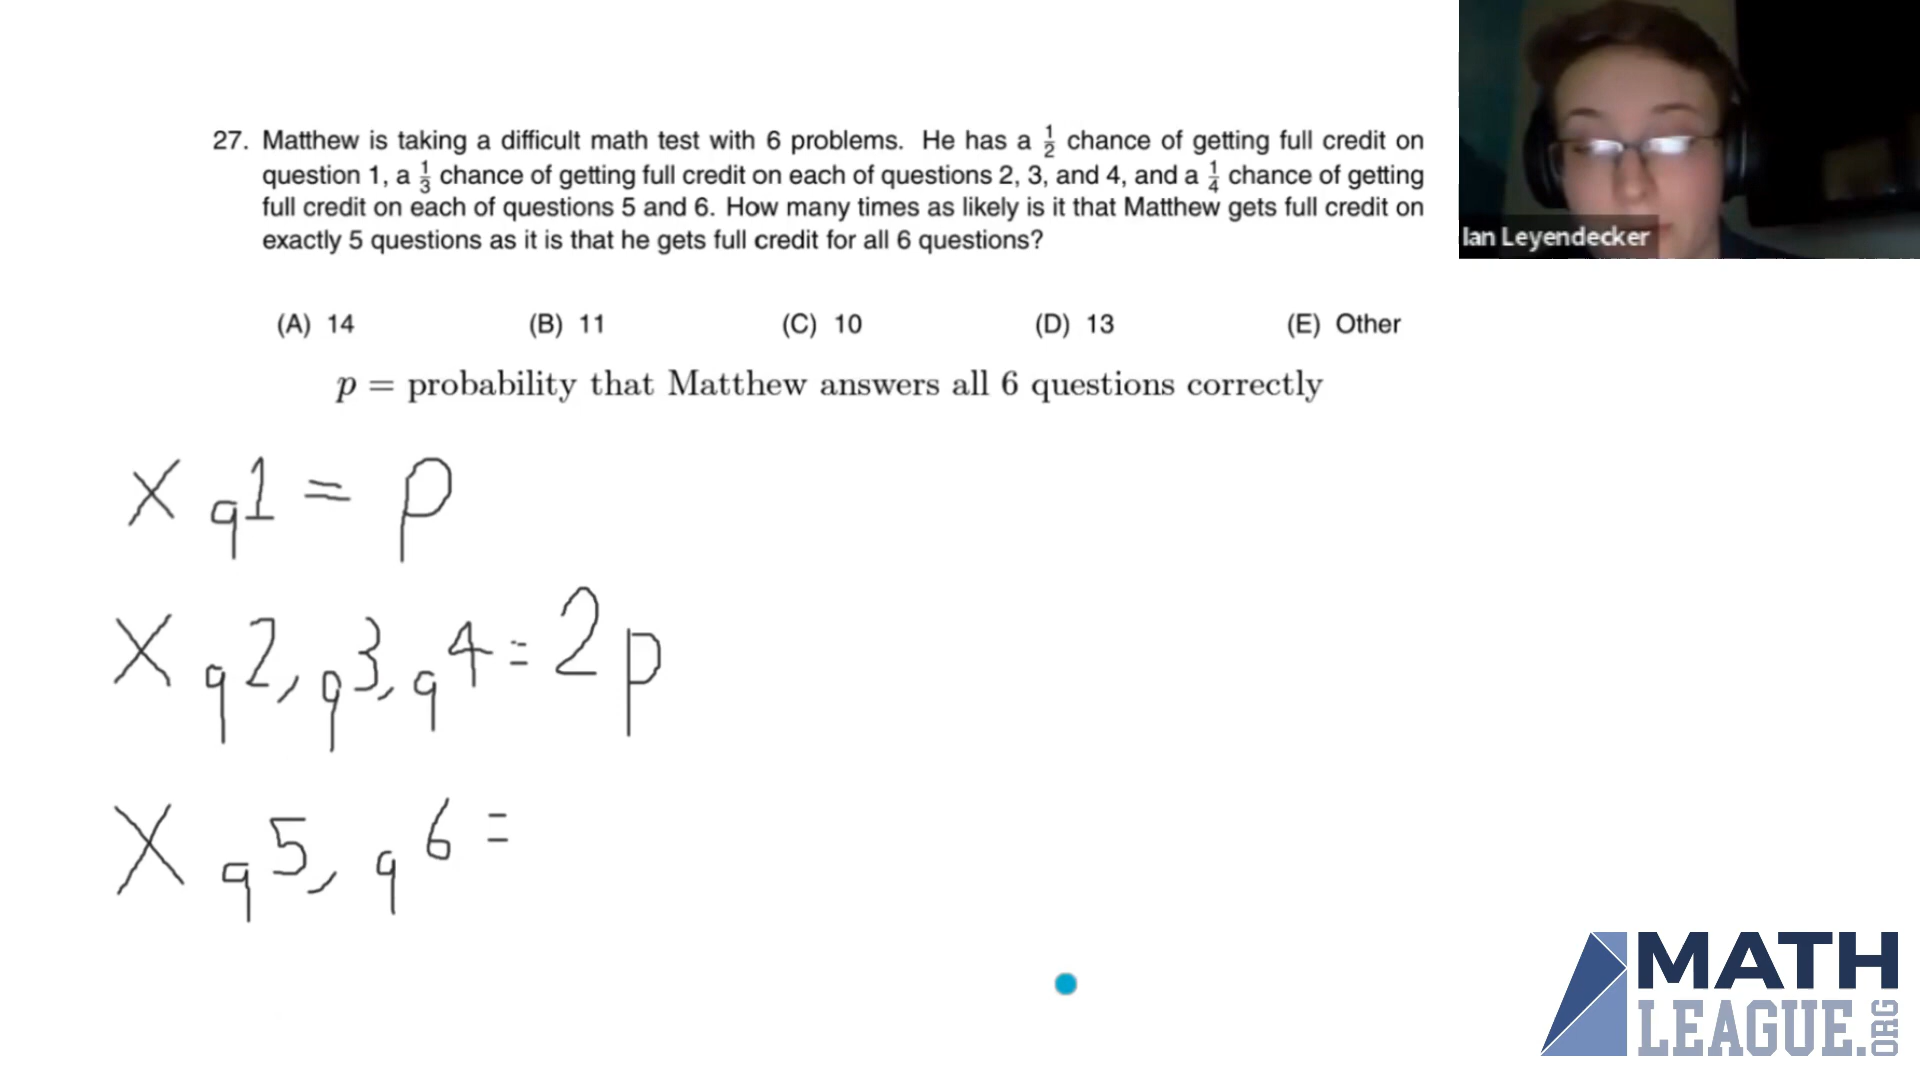 27. Matthew is taking a difficult math test with 6 problems. He has a 1/2 chance of getting full credit on
question 1, a 1/3 chance of getting full credit on each of questions 2, 3, and 4, and a 1/4 chance of getting
full credit on each of questions 5 and 6. How many times as likely is it that Matthew gets full credit on
exactly 5 questions as it is that he gets full credit for all 6 questions?
Ian Leyendecker
(A) 14 (B) 11 (C) 10 (D) 13 (E) Other
p = probability that Matthew answers all 6 questions correctly
X q1 = p
X q2, q3, q4 = 2p
X q5, q6 =
MATH
LEAGUE.ORG